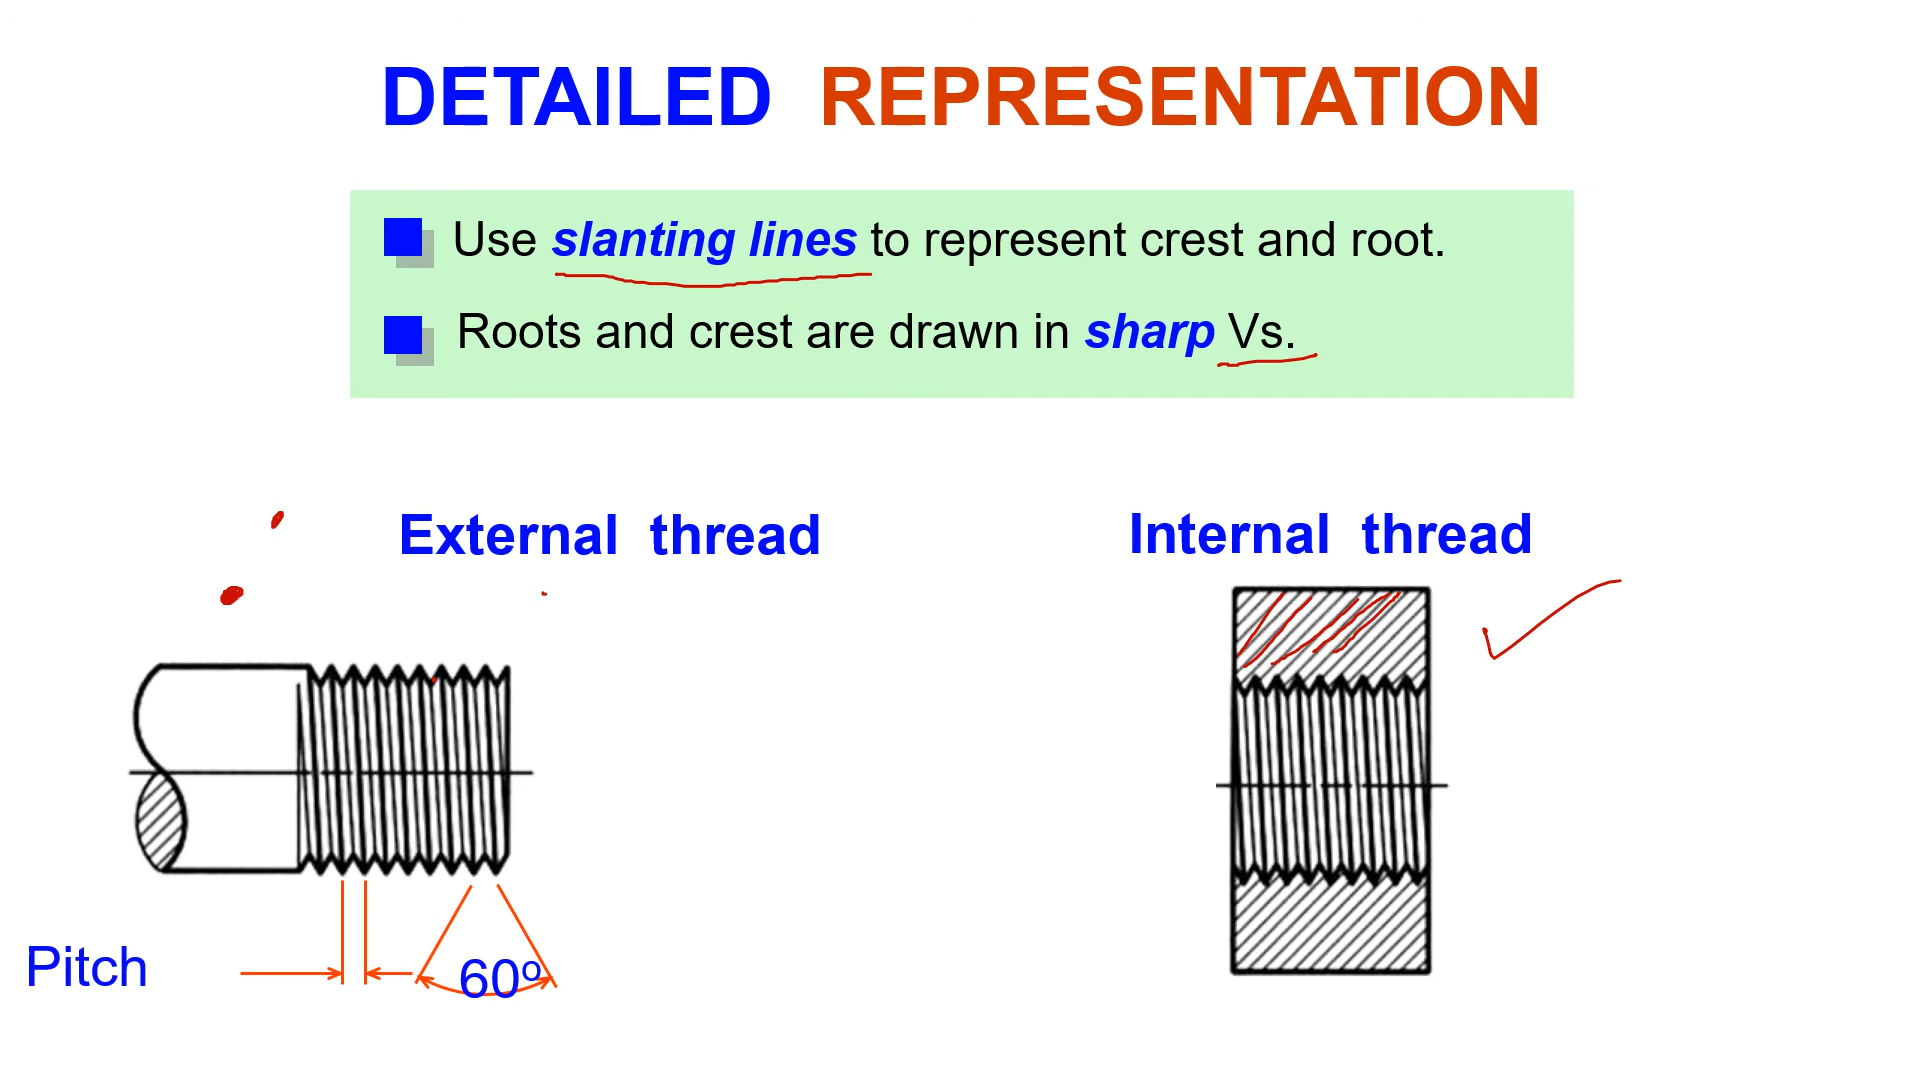 DETAILED REPRESENTATION
Use slanting lines to represent crest and root.
Roots and crest are drawn in sharp Vs.
External thread
Internal thread
Pitch
60º